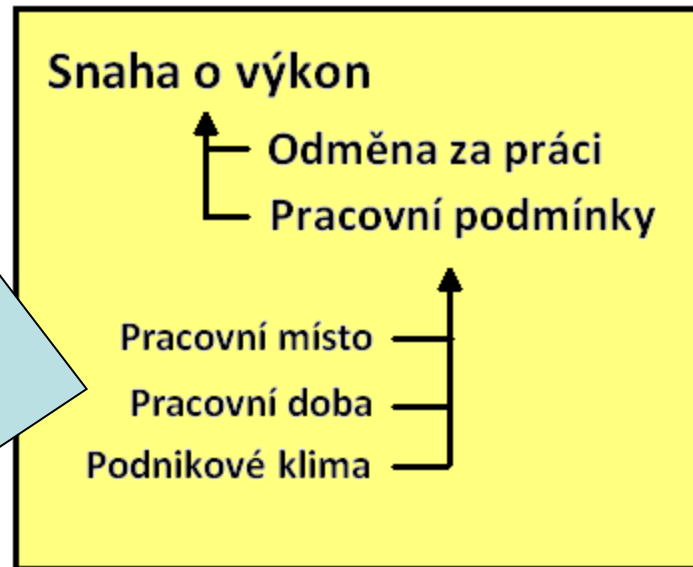 Snaha o výkon
Odměna za práci
Pracovní podmínky
Pracovní místo
Pracovní doba
Podnikové klima